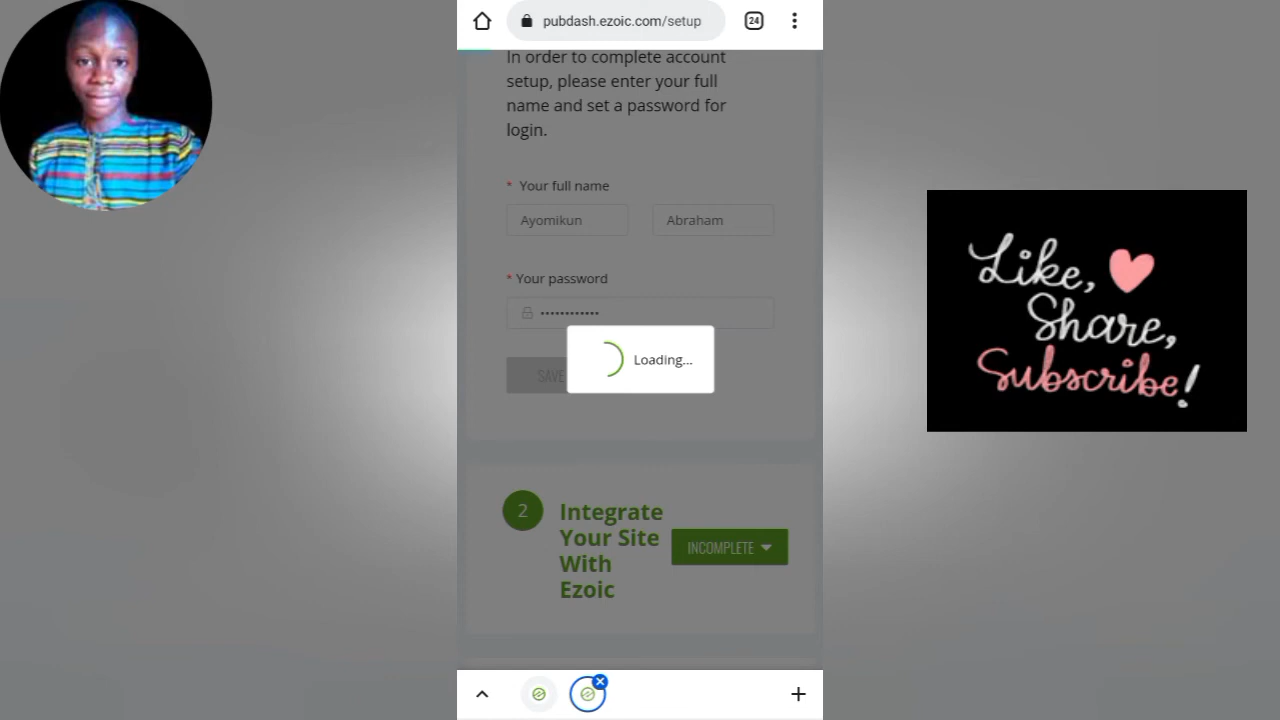 pubdash.ezoic.com/setup
24
In order to complete account
setup, please enter your full
name and set a password for
login.
* Your full name
Ayomikun Abraham
* Your password
••••••••••••
Loading...
SAVE
2
Integrate
Your Site
With
Ezoic
INCOMPLETE
Like,
Share,
Subscribe!